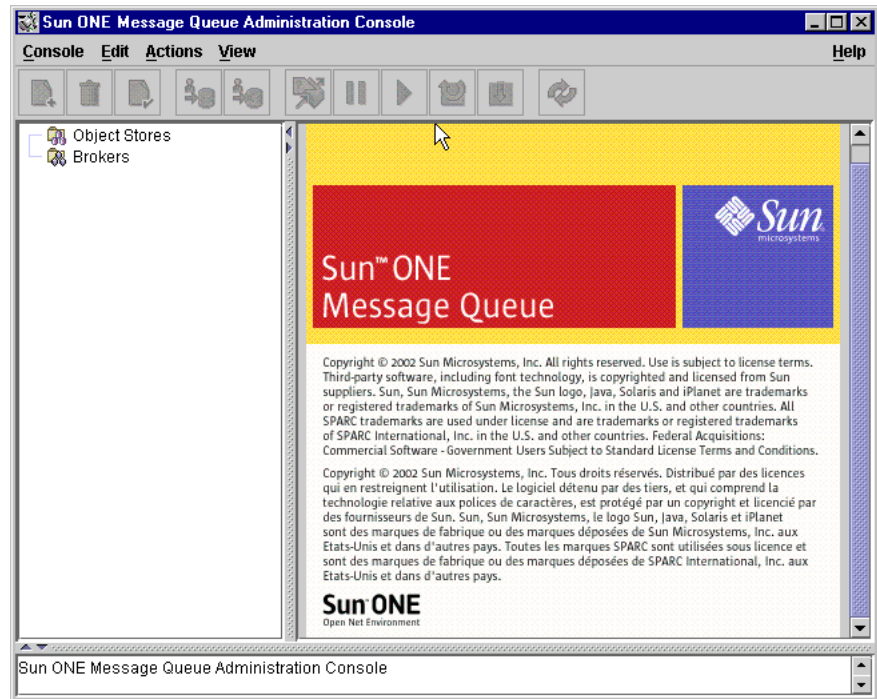 Sun ONE Message Queue Administration Console
Console Edit Actions View Help
Object Stores
Brokers
Sun
microsystems
Sun™ ONE
Message Queue
Copyright © 2002 Sun Microsystems, Inc. All rights reserved. Use is subject to license terms.
Third-party software, including font technology, is copyrighted and licensed from Sun
suppliers. Sun, Sun Microsystems, the Sun logo, Java, Solaris and iPlanet are trademarks
or registered trademarks of Sun Microsystems, Inc. in the U.S. and other countries. All
SPARC trademarks are used under license and are trademarks or registered trademarks
of SPARC International, Inc. in the U.S. and other countries. Federal Acquisitions:
Commercial Software - Government Users Subject to Standard License Terms and Conditions.
Copyright © 2002 Sun Microsystems, Inc. Tous droits réservés. Distribué par des licences
qui en restreignent l'utilisation. Le logiciel détenu par des tiers, et qui comprend la
technologie relative aux polices de caractères, est protégé par un copyright et licencié par
des fournisseurs de Sun. Sun, Sun Microsystems, le logo Sun, Java, Solaris et iPlanet
sont des marques de fabrique ou des marques déposées de Sun Microsystems, Inc. aux
Etats-Unis et dans d'autres pays. Toutes les marques SPARC sont utilisées sous licence et
sont des marques de fabrique ou des marques déposées de SPARC International, Inc. aux
Etats-Unis et dans d'autres pays.
Sun ONE
Open Net Environment
Sun ONE Message Queue Administration Console